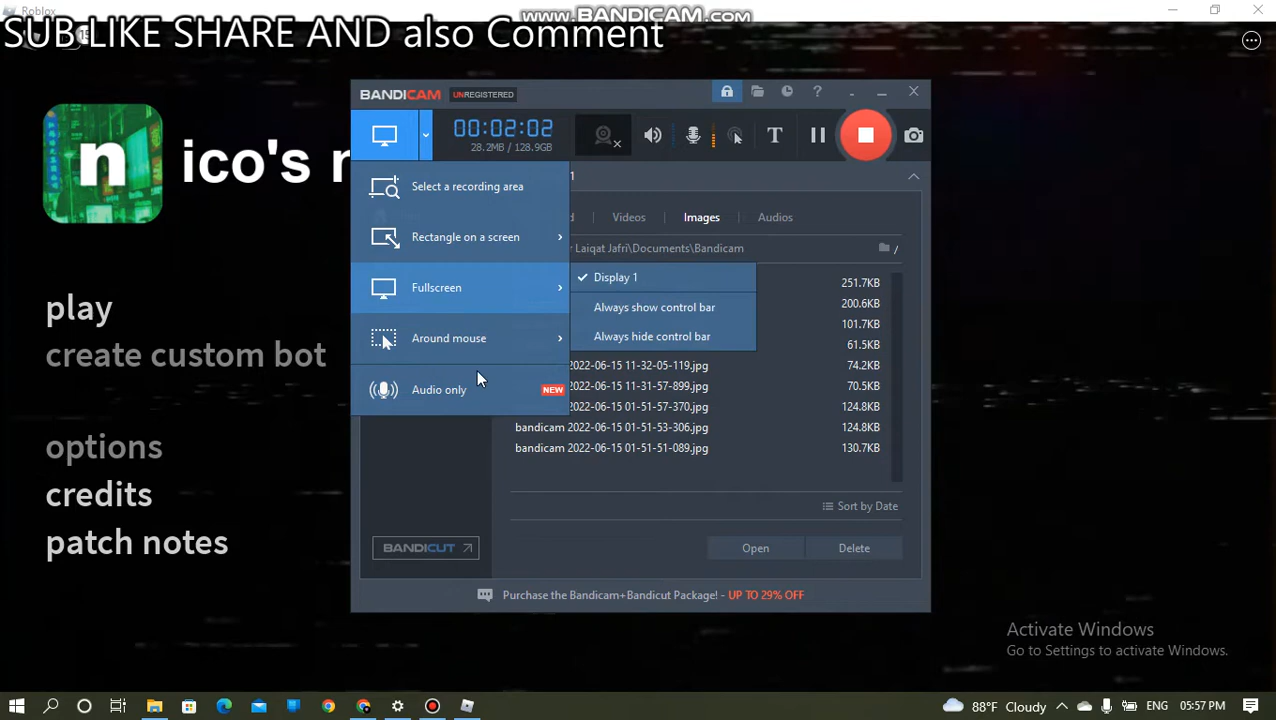 Roblox
www.BANDICAM.com
SUB LIKE SHARE AND also Comment
BANDICAM UNREGISTERED
00:02:02
28.2MB / 128.9GB
n
ico's n
Select a recording area
Rectangle on a screen
Fullscreen
Around mouse
Audio only NEW
Display 1
Always show control bar
Always hide control bar
1
d Videos Images Audios
Laiqat Jafri\Documents\Bandicam
251.7KB
200.6KB
101.7KB
61.5KB
2022-06-15 11-32-05-119.jpg 74.2KB
2022-06-15 11-31-57-899.jpg 70.5KB
2022-06-15 01-51-57-370.jpg 124.8KB
bandicam 2022-06-15 01-51-53-306.jpg 124.8KB
bandicam 2022-06-15 01-51-51-089.jpg 130.7KB
Sort by Date
BANDICUT
Open Delete
Purchase the Bandicam+Bandicut Package! - UP TO 29% OFF
play
create custom bot
options
credits
patch notes
Activate Windows
Go to Settings to activate Windows.
88°F Cloudy ENG 05:57 PM